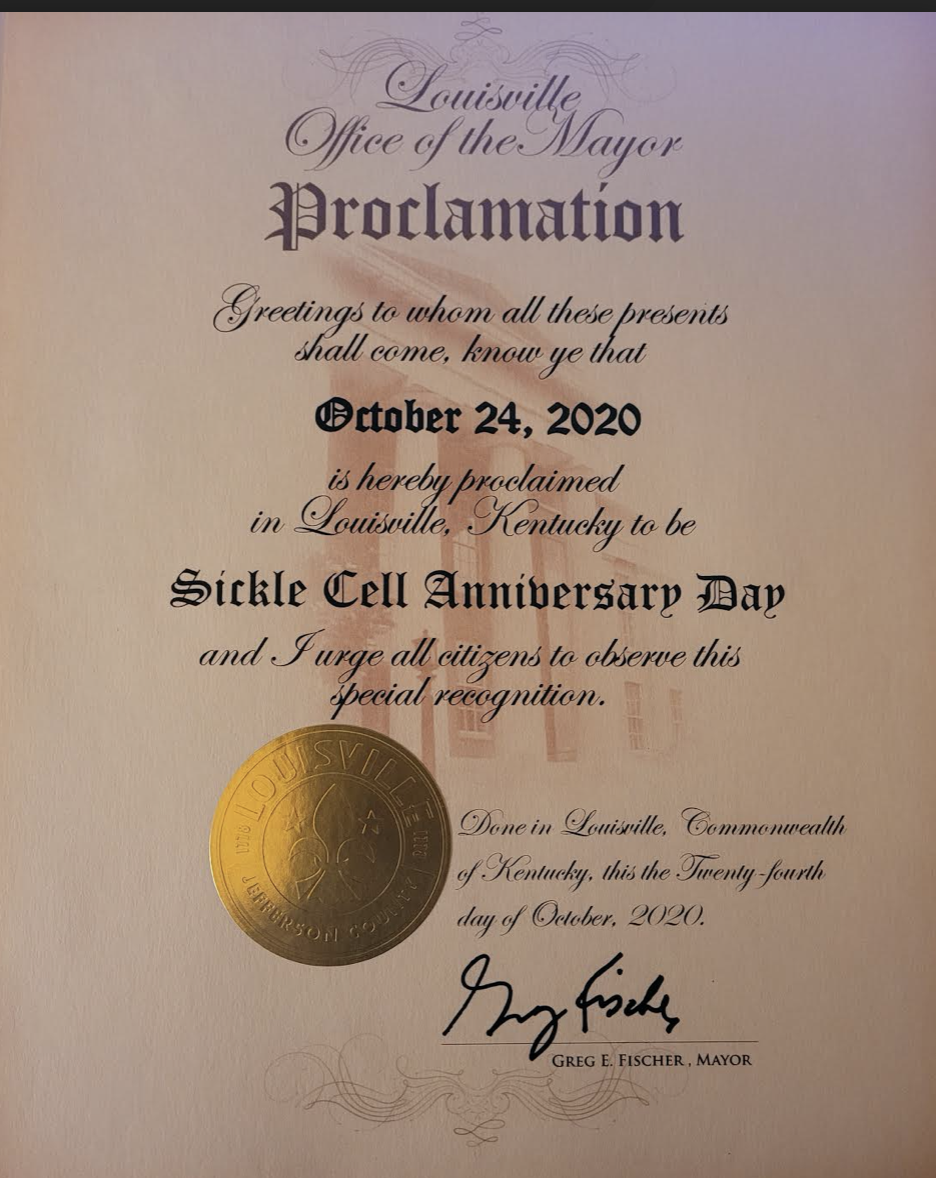 Louisville
Office of the Mayor
Proclamation
Greetings to whom all these presents
shall come, know ye that
October 24, 2020
is hereby proclaimed
in Louisville, Kentucky to be
Sickle Cell Anniversary Day
and I urge all citizens to observe this
special recognition.
LOUISVILLE
1778 1778
JEFFERSON COUNTY
Done in Louisville, Commonwealth
of Kentucky, this the Twenty-fourth
day of October, 2020.
Greg Fischer
GREG E. FISCHER, MAYOR